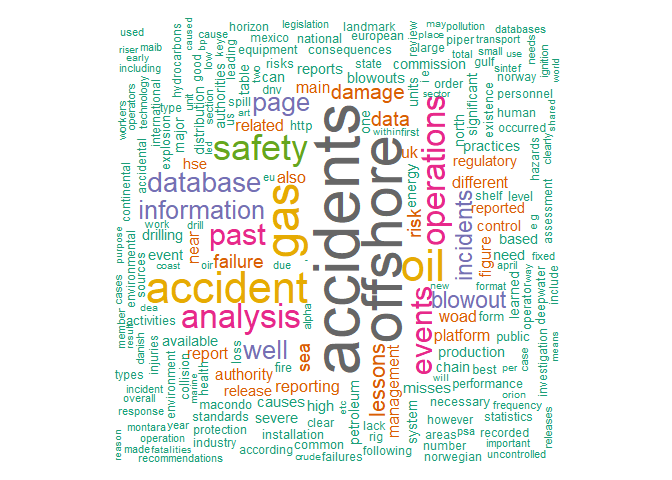 accidents
offshore
accident
oil
gas
safety
operations
analysis
past
events
database
information
page
well
incidents
blowout
lessons
risk
damage
data
failure
sea
management
main
uk
related
hse
also
near
report
authority
release
reporting
regulatory
different
reported
control
figure
woad
platform
misses
used
horizon
legislation
landmark
may
pollution
databases
cause
mexico
national
european
place
transport
needs
riser
maib
caused
early
including
bp
key
equipment
consequences
review
large
piper
total
small
use
ignition
low
leading
risks
reports
state
commission
gulf
sintef
world
hydrocarbons
good
authorities
table
two
can
dnv
blowouts
units
i e
order
sector
norway
personnel
workers
operators
technology
international
type
unit
section
distribution
spill
art
us
led
http
one
withinfirst
north
significant
existence
human
occurred
shared
explosion
major
accidental
continental
eu
energy
practices
hazards
clearly
shelf
level
e g
assessment
work
drill
drilling
event
sources
environmental
purpose
coast
oir
due
based
need
learned
april
fixed
new
format
operator
way
deepwater
include
member
cases
results
dea
danish
activities
available
injuries
loss
fire
alpha
form
public
investigation
case
means
production
chain
best
per
types
environment
collision
marine
health
will
performance
orion
incident
overall
response
macondo
causes
high
etc
petroleum
necessary
frequency
statistics
releases
montara
year
standards
protection
severe
clear
lack
rig
system
however
areas
psa
recorded
important
reason
operation
made
fatalities
industry
installation
common
following
number
norwegian
uncontrolled
recommendations
according
crude
failures